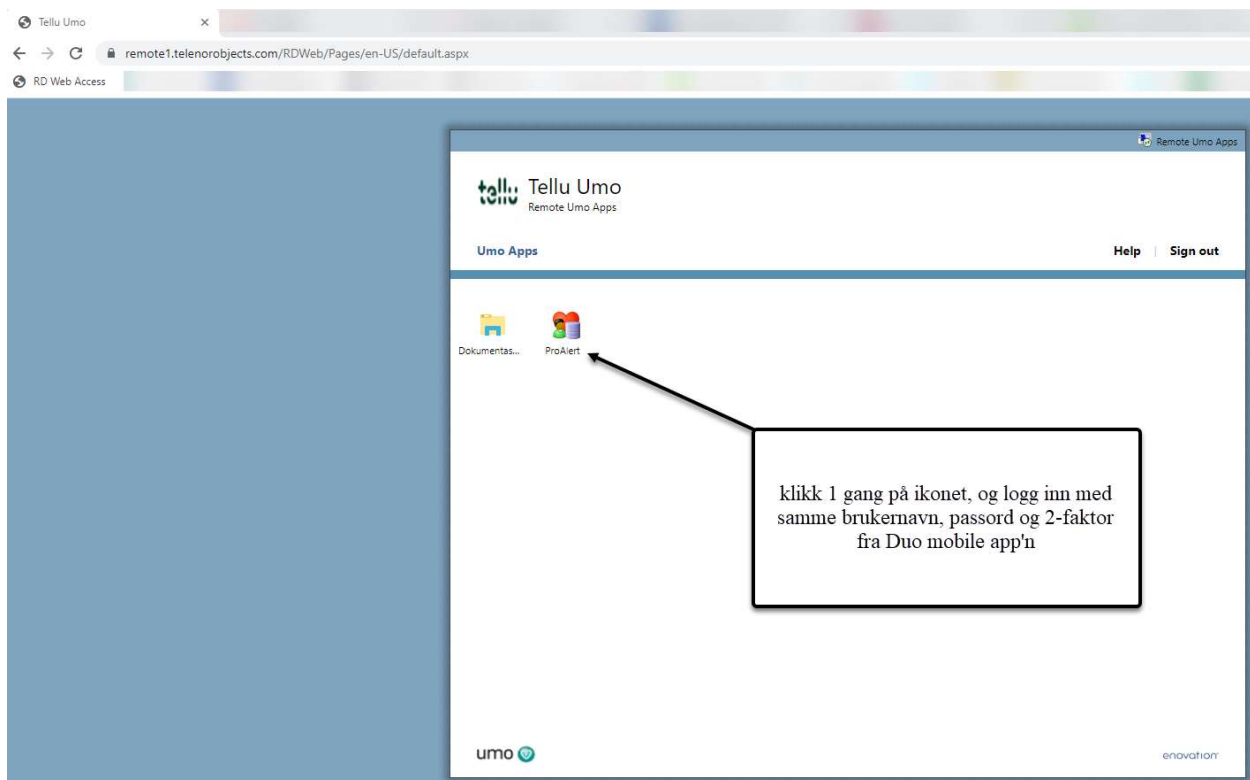 Tellu Umo
remote1.telenorobjects.com/RDWeb/Pages/en-US/default.aspx
RD Web Access
Remote Umo Apps
tellu
Tellu Umo
Remote Umo Apps
Umo Apps
Help
Sign out
Dokumentas...
ProAlert
klikk 1 gang på ikonet, og logg inn med
samme brukernavn, passord og 2-faktor
fra Duo mobile app'n
umo
enovation